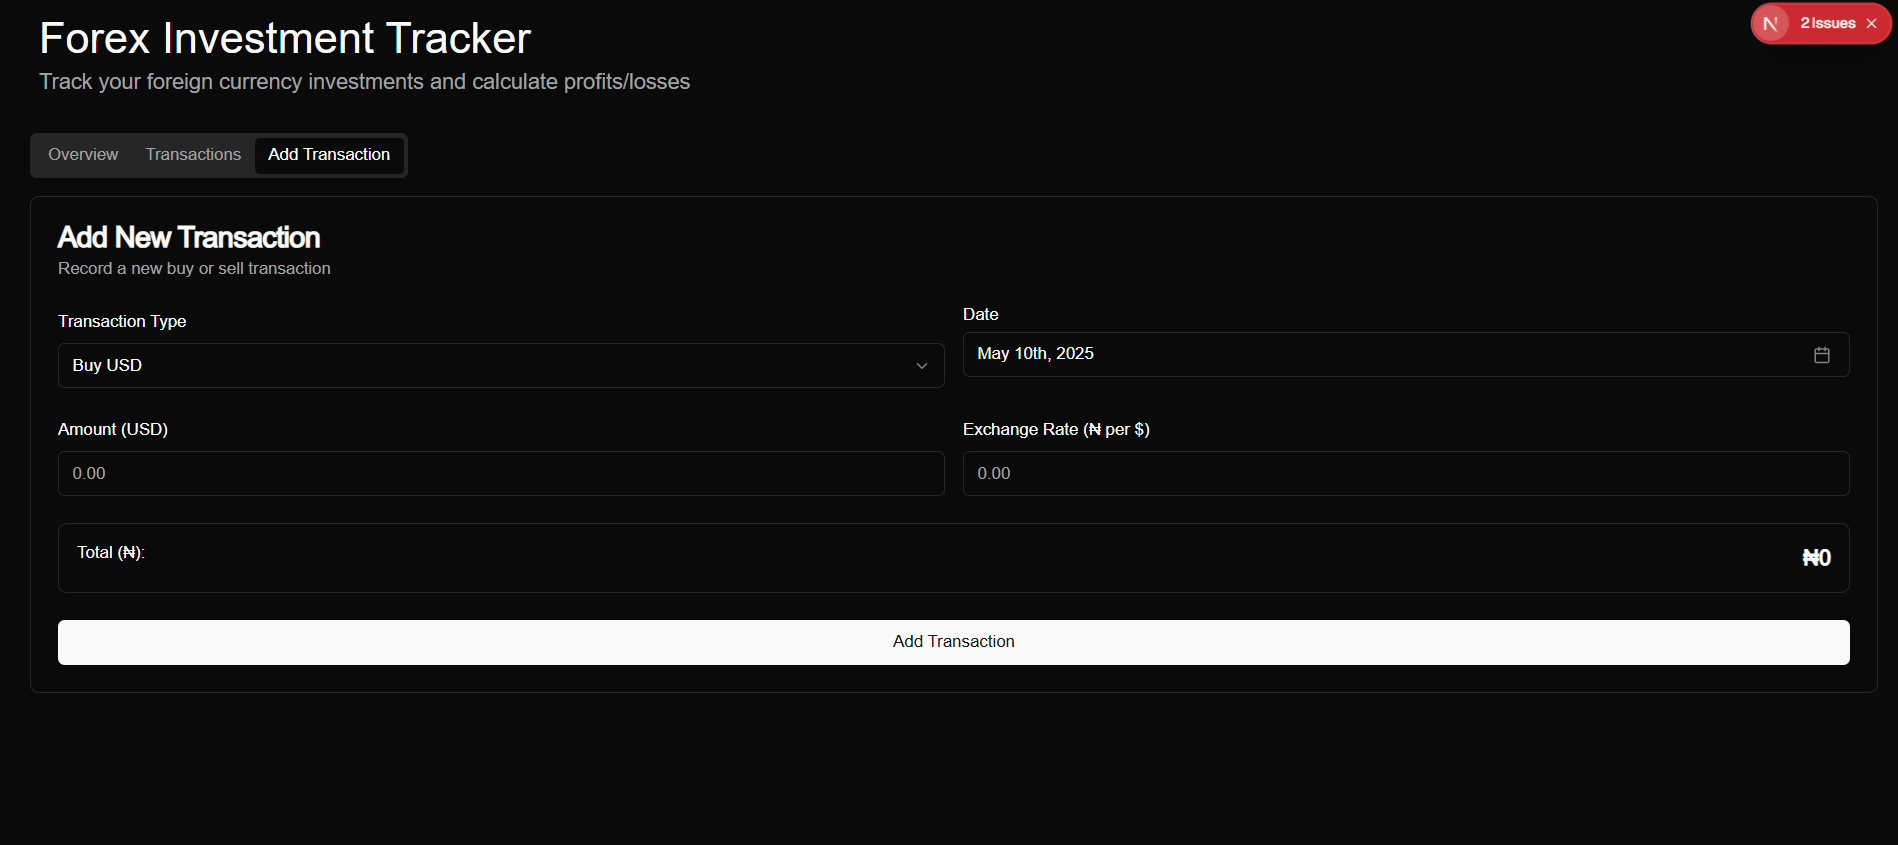 Forex Investment Tracker
N 2 Issues
Track your foreign currency investments and calculate profits/losses
Overview Transactions Add Transaction
Add New Transaction
Record a new buy or sell transaction
Transaction Type
Buy USD
Date
May 10th, 2025
Amount (USD)
0.00
Exchange Rate (₦ per $)
0.00
Total (₦): ₦0
Add Transaction